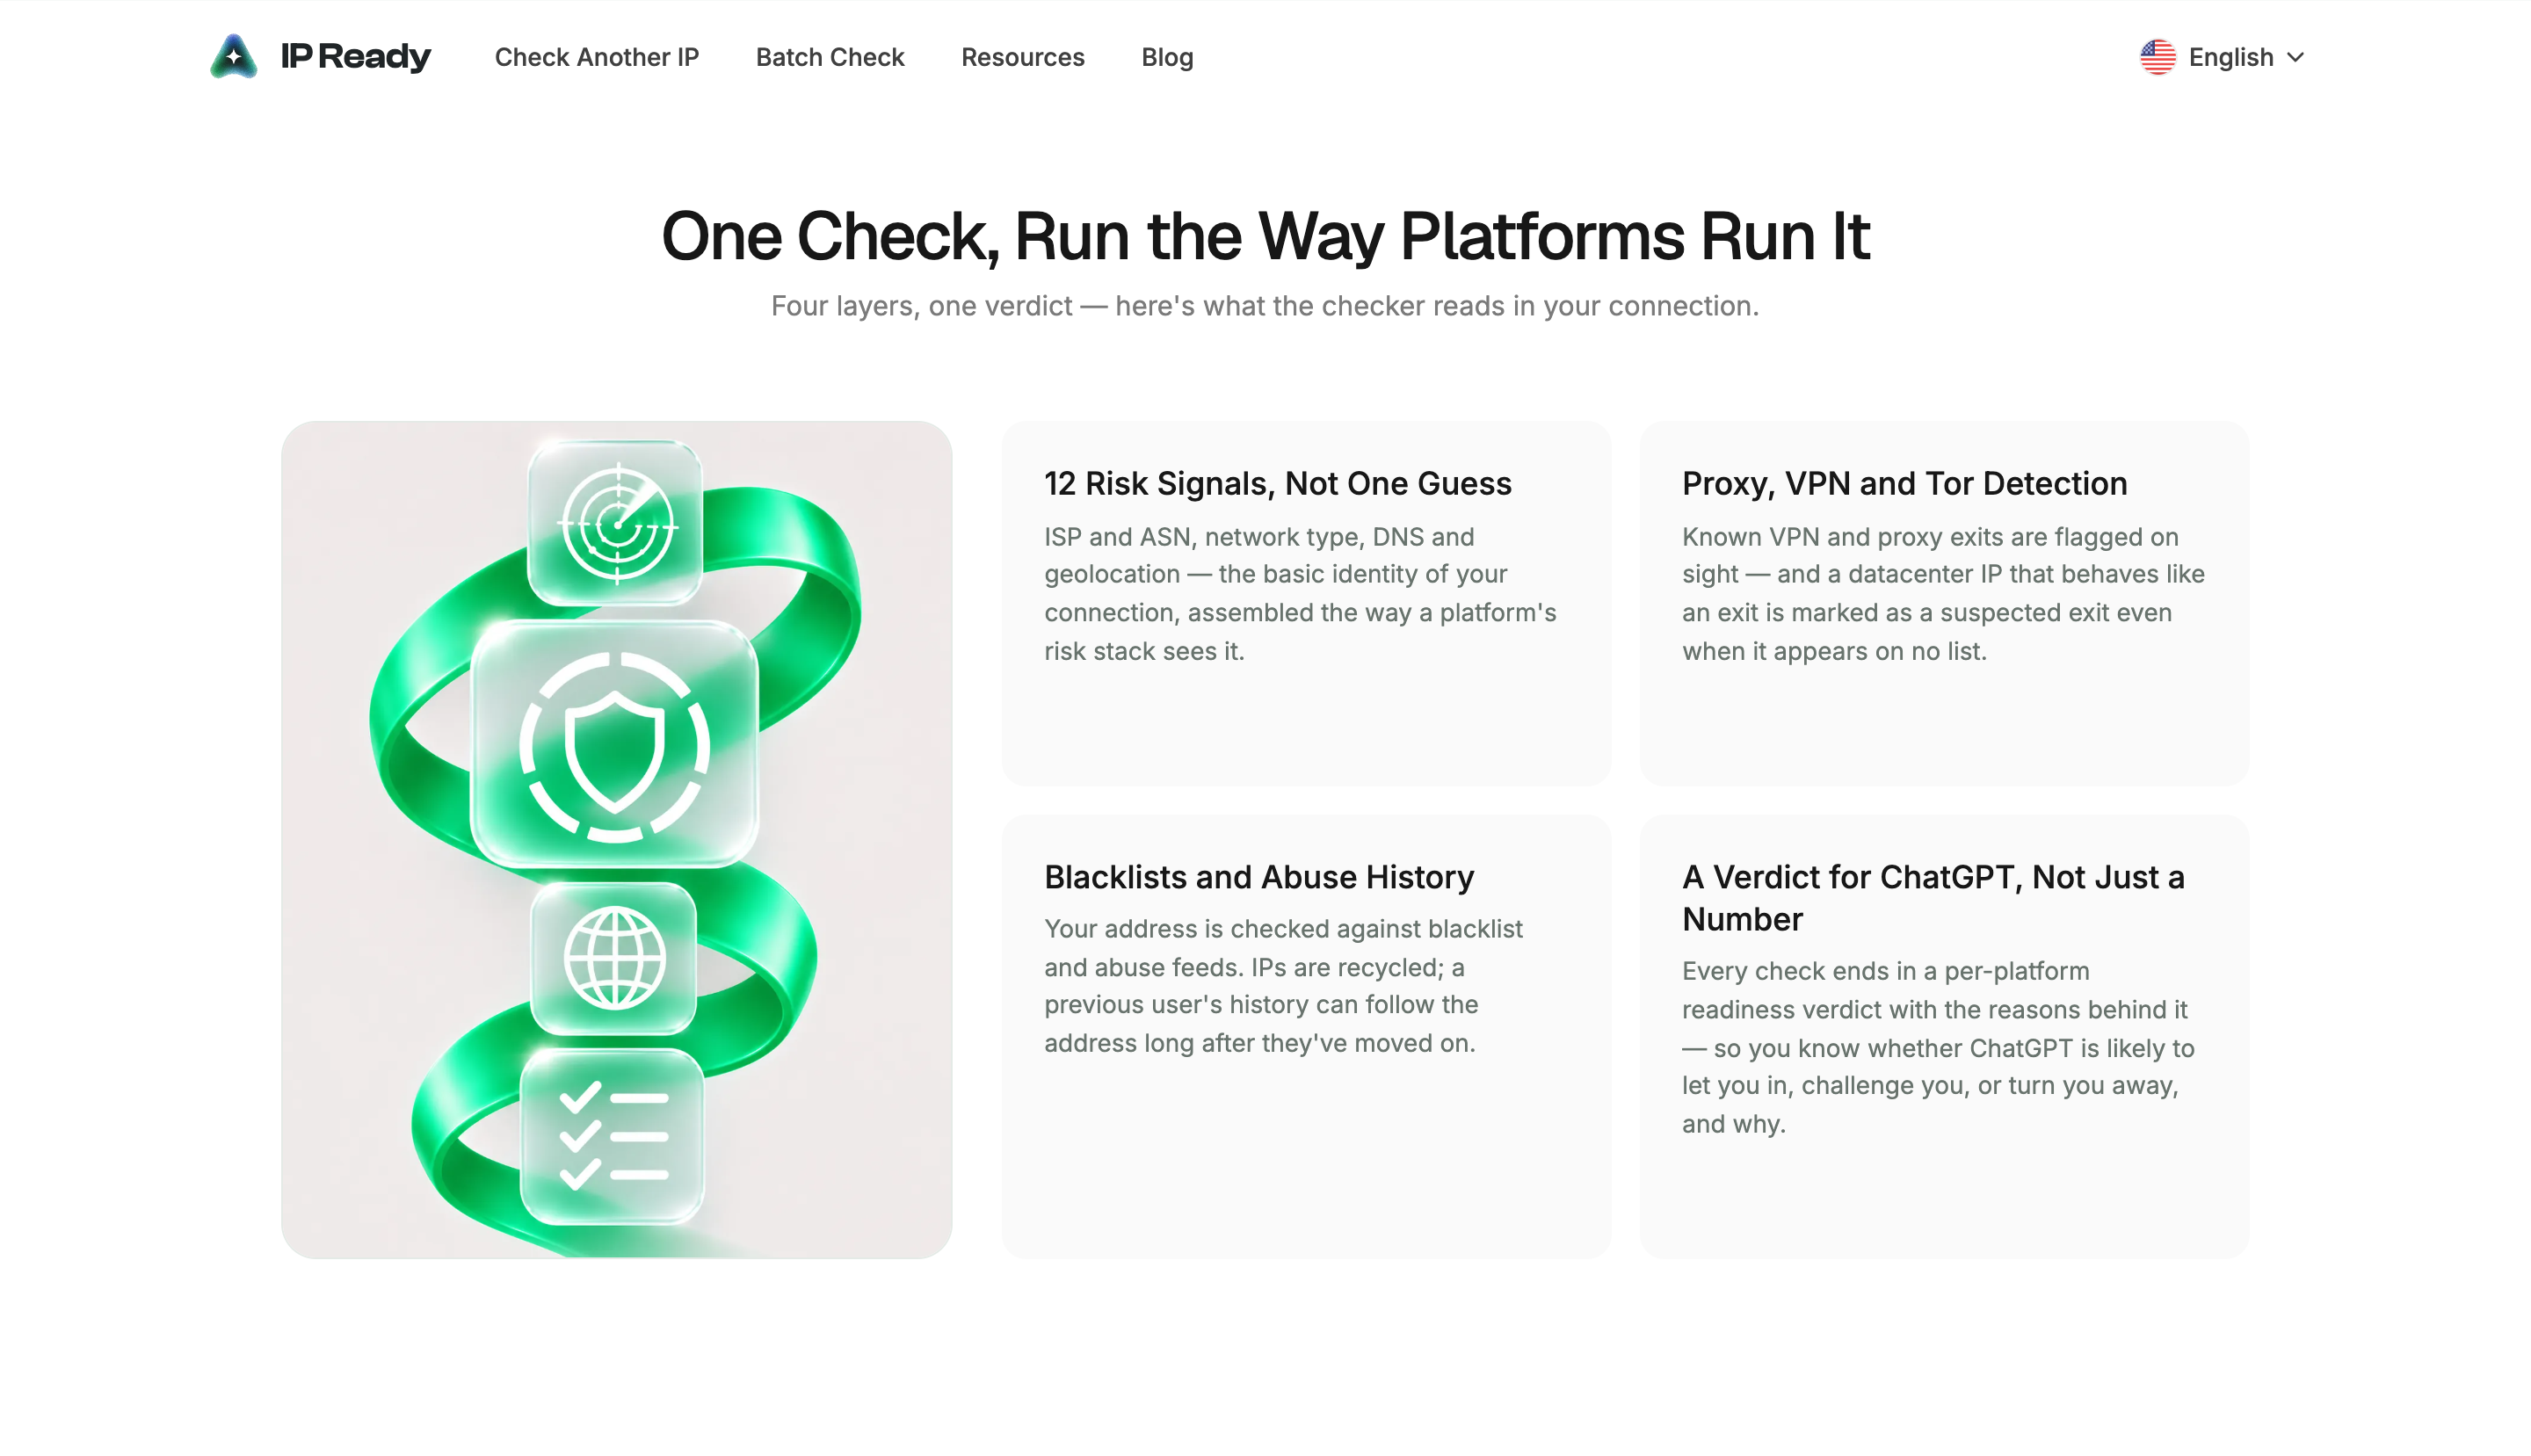 IP Ready
Check Another IP
Batch Check
Resources
Blog
English
One Check, Run the Way Platforms Run It
Four layers, one verdict — here's what the checker reads in your connection.
12 Risk Signals, Not One Guess
ISP and ASN, network type, DNS and
geolocation — the basic identity of your
connection, assembled the way a platform's
risk stack sees it.
Proxy, VPN and Tor Detection
Known VPN and proxy exits are flagged on
sight — and a datacenter IP that behaves like
an exit is marked as a suspected exit even
when it appears on no list.
Blacklists and Abuse History
Your address is checked against blacklist
and abuse feeds. IPs are recycled; a
previous user's history can follow the
address long after they've moved on.
A Verdict for ChatGPT, Not Just a
Number
Every check ends in a per-platform
readiness verdict with the reasons behind it
— so you know whether ChatGPT is likely to
let you in, challenge you, or turn you away,
and why.